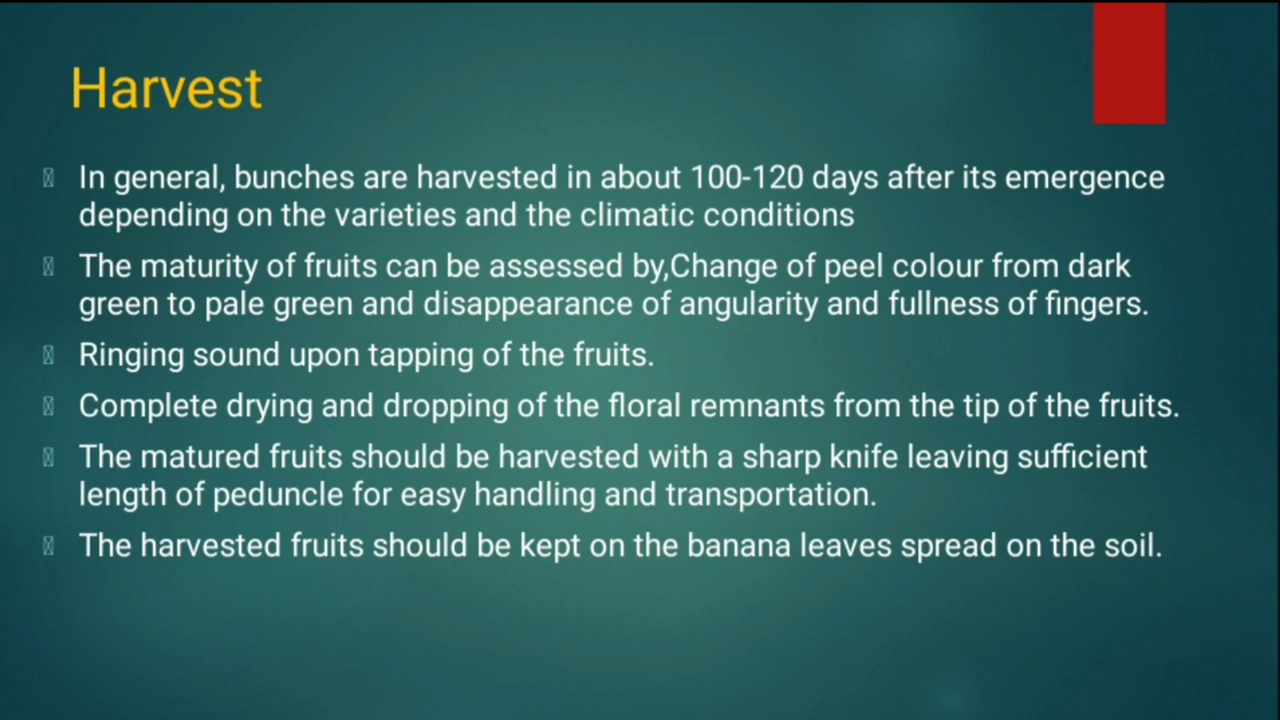 Harvest
In general, bunches are harvested in about 100-120 days after its emergence
depending on the varieties and the climatic conditions
The maturity of fruits can be assessed by,Change of peel colour from dark
green to pale green and disappearance of angularity and fullness of fingers.
Ringing sound upon tapping of the fruits.
Complete drying and dropping of the floral remnants from the tip of the fruits.
The matured fruits should be harvested with a sharp knife leaving sufficient
length of peduncle for easy handling and transportation.
The harvested fruits should be kept on the banana leaves spread on the soil.